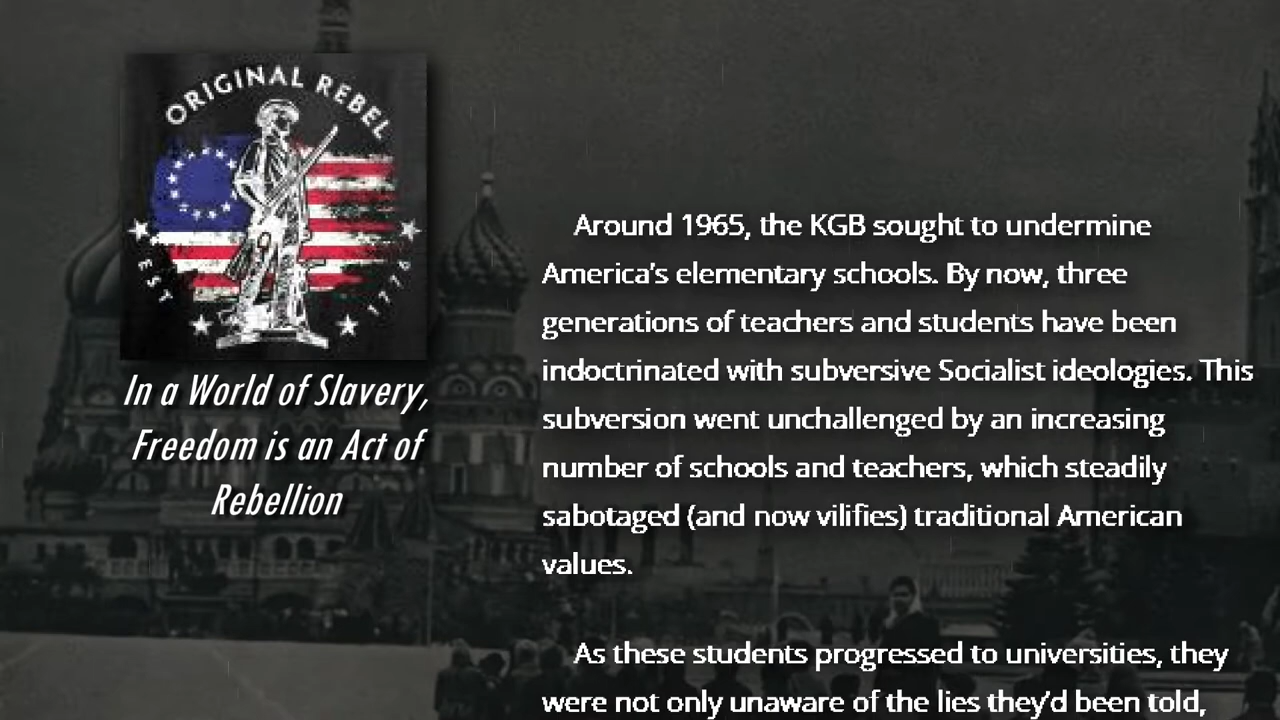 ORIGINAL REBEL
EST
1776
In a World of Slavery,
Freedom is an Act of
Rebellion
Around 1965, the KGB sought to undermine
America's elementary schools. By now, three
generations of teachers and students have been
indoctrinated with subversive Socialist ideologies. This
subversion went unchallenged by an increasing
number of schools and teachers, which steadily
sabotaged (and now vilifies) traditional American
values.
As these students progressed to universities, they
were not only unaware of the lies they'd been told,